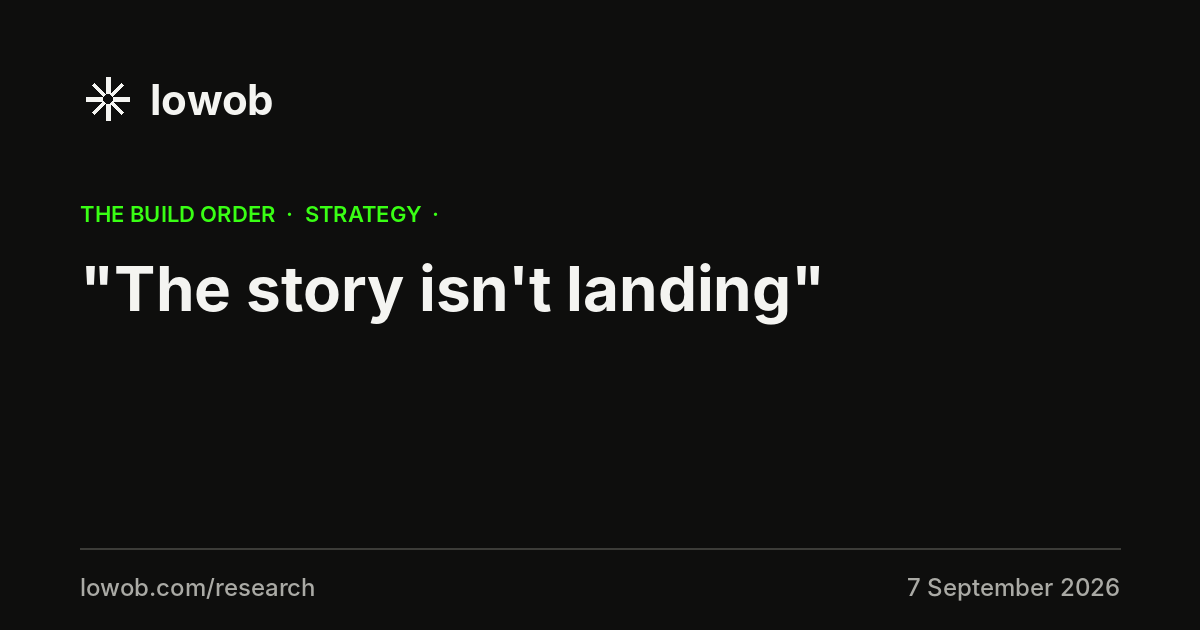 lowob
THE BUILD ORDER · STRATEGY ·
"The story isn't landing"
lowob.com/research
7 September 2026